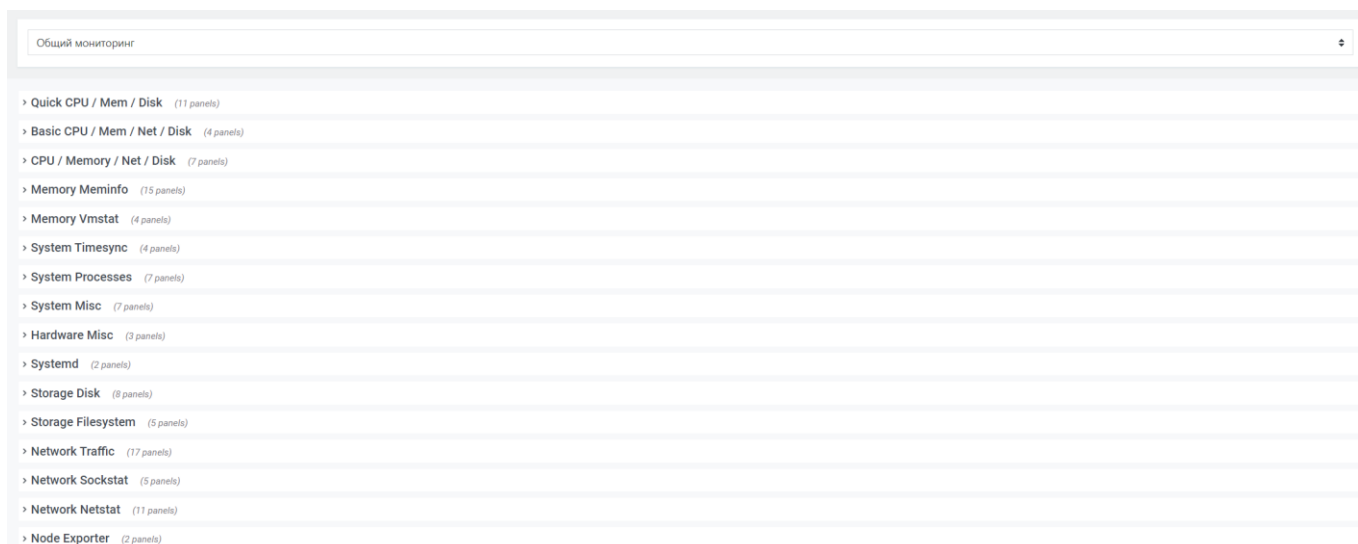 Общий мониторинг
Quick CPU / Mem / Disk (11 panels)
Basic CPU / Mem / Net / Disk (4 panels)
CPU / Memory / Net / Disk (7 panels)
Memory Meminfo (15 panels)
Memory Vmstat (4 panels)
System Timesync (4 panels)
System Processes (7 panels)
System Misc (7 panels)
Hardware Misc (3 panels)
Systemd (2 panels)
Storage Disk (8 panels)
Storage Filesystem (5 panels)
Network Traffic (17 panels)
Network Sockstat (5 panels)
Network Netstat (11 panels)
Node Exporter (2 panels)